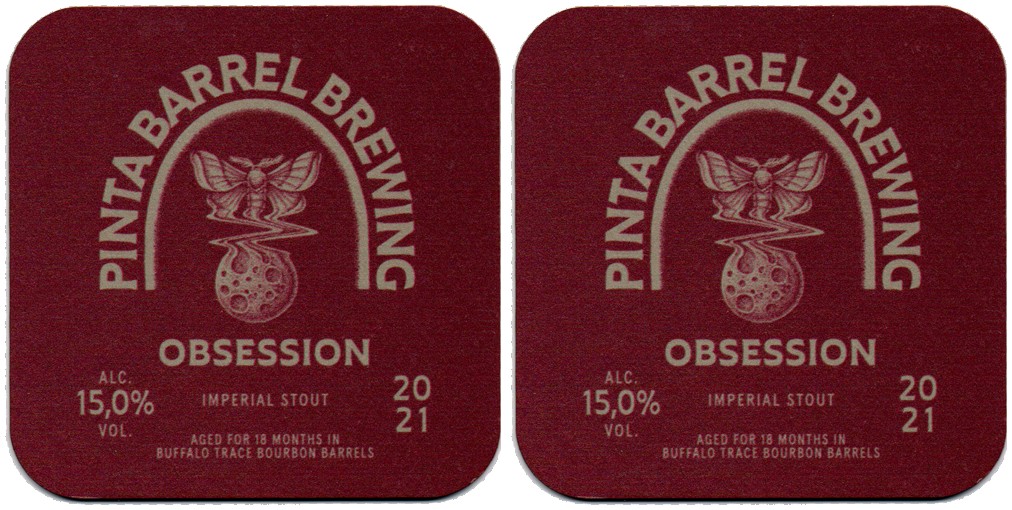 PINTA BARREL BREWING
OBSESSION
ALC.
15,0%
VOL.
IMPERIAL STOUT
20
21
AGED FOR 18 MONTHS IN
BUFFALO TRACE BOURBON BARRELS
PINTA BARREL BREWING
OBSESSION
ALC.
15,0%
VOL.
IMPERIAL STOUT
20
21
AGED FOR 18 MONTHS IN
BUFFALO TRACE BOURBON BARRELS